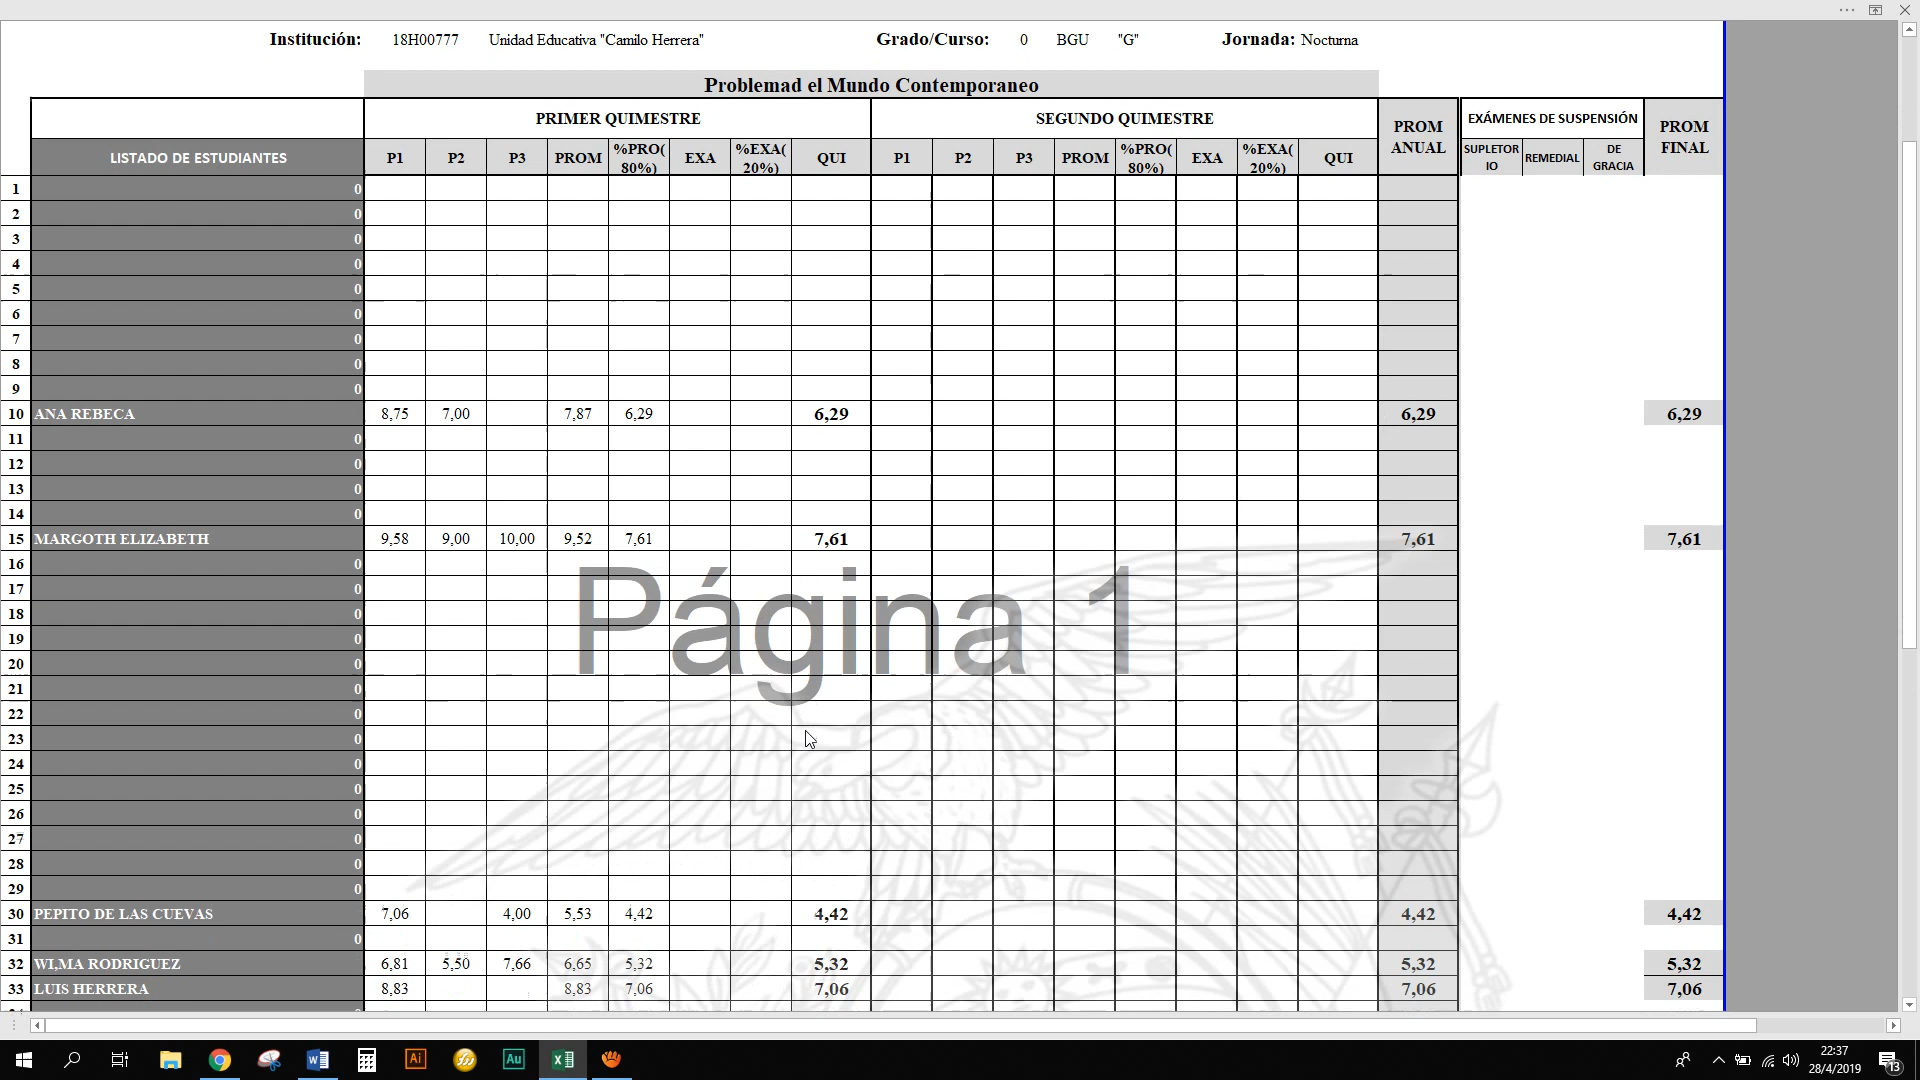 Institución: 18H00777 Unidad Educativa "Camilo Herrera" Grado/Curso: 0 BGU "G" Jornada: Nocturna
Problemad el Mundo Contemporaneo
PRIMER QUIMESTRE SEGUNDO QUIMESTRE PROM ANUAL EXÁMENES DE SUSPENSIÓN PROM FINAL
LISTADO DE ESTUDIANTES P1 P2 P3 PROM %PRO( 80%) EXA %EXA( 20%) QUI P1 P2 P3 PROM %PRO( 80%) EXA %EXA( 20%) QUI SUPLETOR IO REMEDIAL DE GRACIA
1 0
2 0
3 0
4 0
5 0
6 0
7 0
8 0
9 0
10 ANA REBECA 8,75 7,00 7,87 6,29 6,29 6,29 6,29
11 0
12 0
13 0
14 0
15 MARGOTH ELIZABETH 9,58 9,00 10,00 9,52 7,61 7,61 7,61 7,61
16 0
17 0
18 0
19 0
20 0
21 0
Página 1
22 0
23 0
24 0
25 0
26 0
27 0
28 0
29 0
30 PEPITO DE LAS CUEVAS 7,06 4,00 5,53 4,42 4,42 4,42 4,42
31 0
32 WI,MA RODRIGUEZ 6,81 5,50 7,66 6,65 5,32 5,32 5,32 5,32
33 LUIS HERRERA 8,83 8,83 7,06 7,06 7,06 7,06
Ai Au 22:37
28/4/2019 13